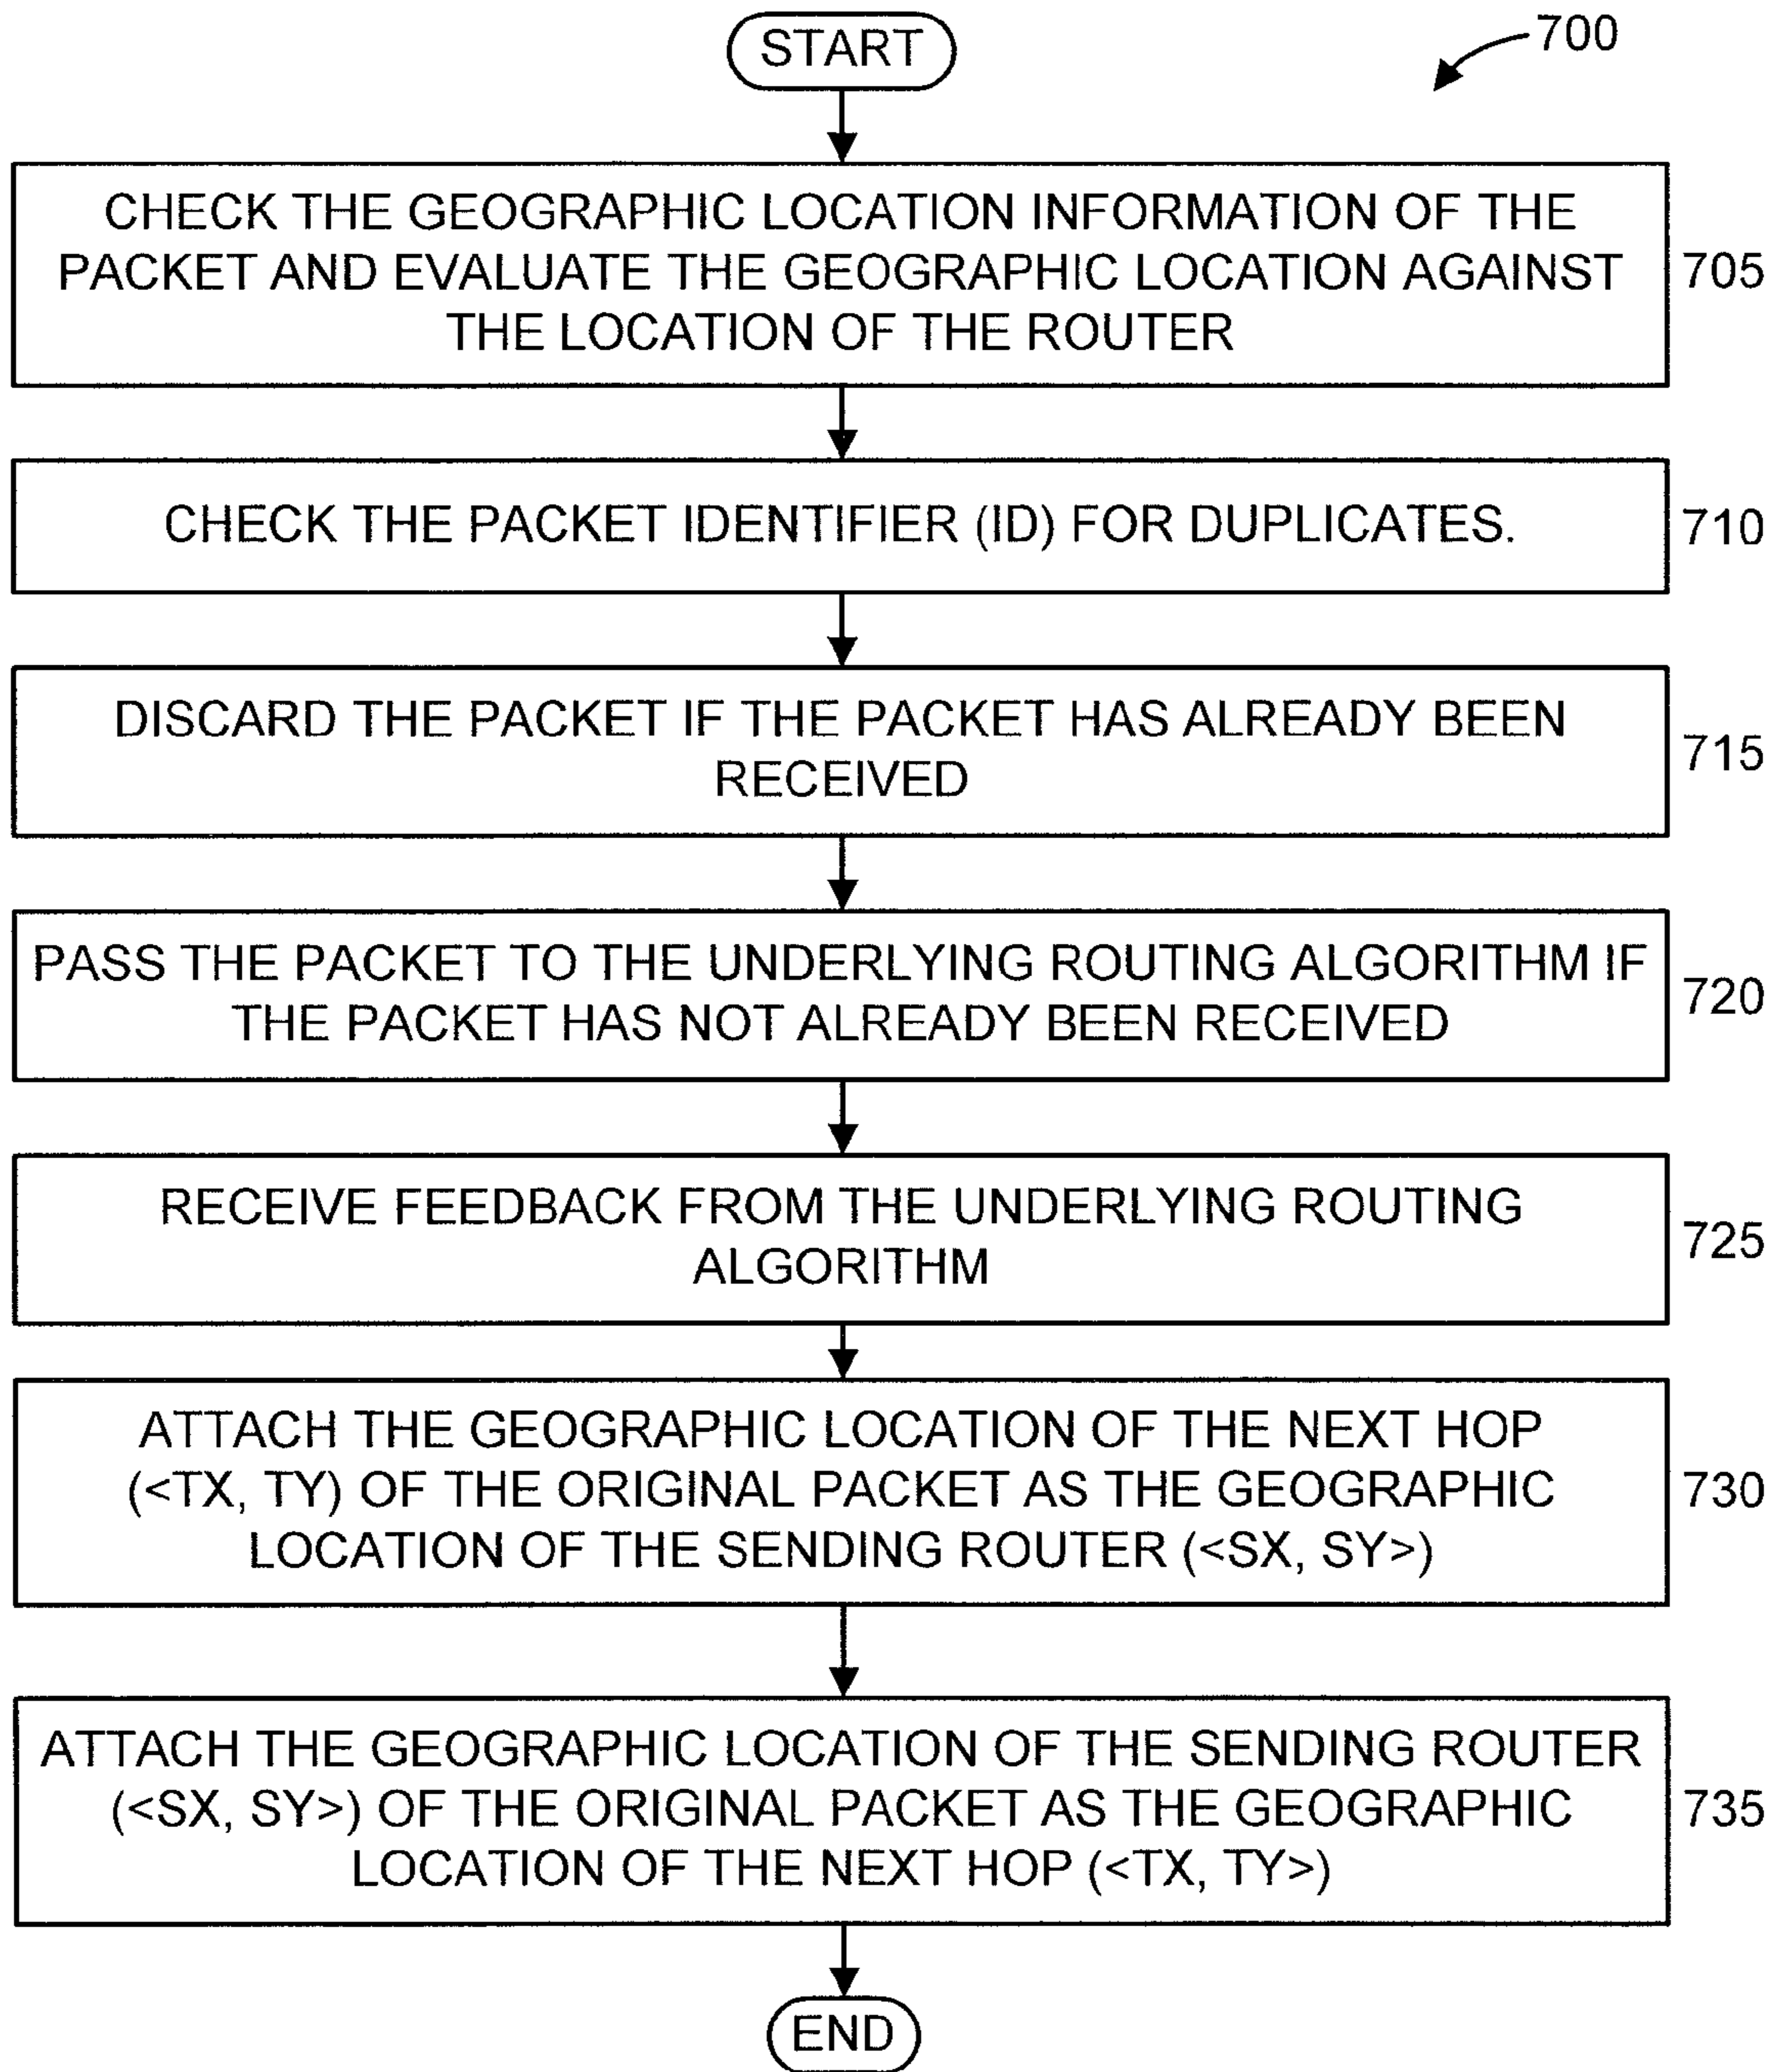 START
700
CHECK THE GEOGRAPHIC LOCATION INFORMATION OF THE
PACKET AND EVALUATE THE GEOGRAPHIC LOCATION AGAINST
THE LOCATION OF THE ROUTER
705
CHECK THE PACKET IDENTIFIER (ID) FOR DUPLICATES.
710
DISCARD THE PACKET IF THE PACKET HAS ALREADY BEEN
RECEIVED
715
PASS THE PACKET TO THE UNDERLYING ROUTING ALGORITHM IF
THE PACKET HAS NOT ALREADY BEEN RECEIVED
720
RECEIVE FEEDBACK FROM THE UNDERLYING ROUTING
ALGORITHM
725
ATTACH THE GEOGRAPHIC LOCATION OF THE NEXT HOP
(<TX, TY) OF THE ORIGINAL PACKET AS THE GEOGRAPHIC
LOCATION OF THE SENDING ROUTER (<SX, SY>)
730
ATTACH THE GEOGRAPHIC LOCATION OF THE SENDING ROUTER
(<SX, SY>) OF THE ORIGINAL PACKET AS THE GEOGRAPHIC
LOCATION OF THE NEXT HOP (<TX, TY>)
735
END